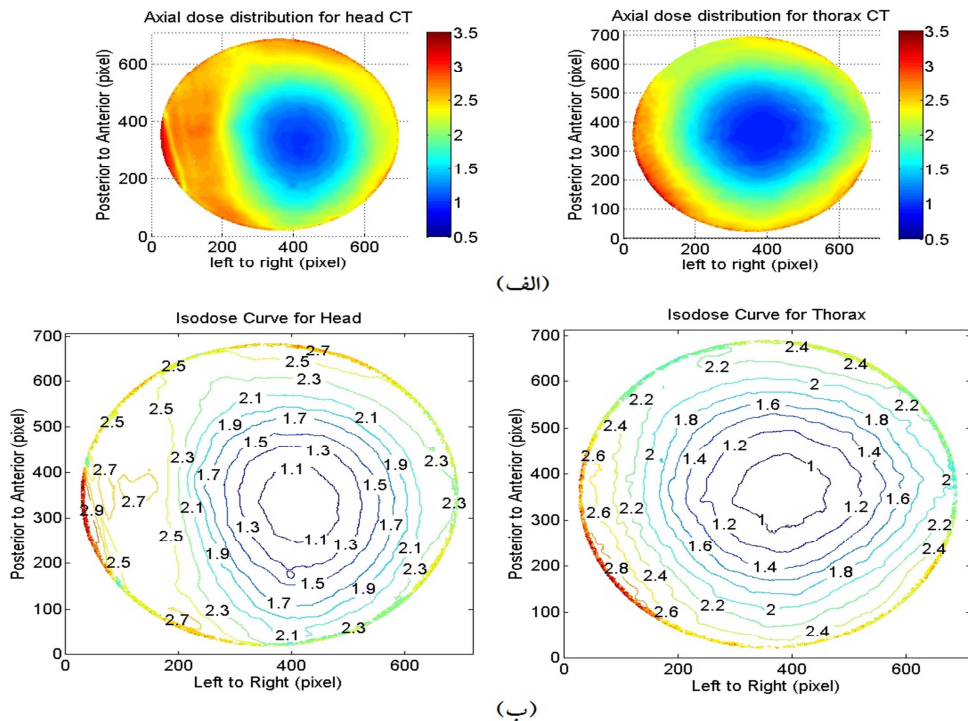 Axial dose distribution for head CT
Posterior to Anterior (pixel)
600
400
200
0
0 200 400 600
left to right (pixel)
3.5
3
2.5
2
1.5
1
0.5
Axial dose distribution for thorax CT
Posterior to Anterior (pixel)
700
600
500
400
300
200
100
0
0 200 400 600
left to right (pixel)
3.5
3
2.5
2
1.5
1
0.5
(الف)
Isodose Curve for Head
Posterior to Anterior (pixel)
700
600
500
400
300
200
100
0
2.7
2.5 2.5
2.3
2.5 2.5 2.1
1.9 1.7 2.1
1.5 1.3
2.3 2.3
2.7 1.7 1.1 1.9
2.7 1.5
2.9 2.1 2.3
1.3 1.7
2.5 1.9 1.1 1.3 2.1
2.5 1.5 2.3
1.7 1.9
2.7 2.3 2.1 2.3
0 200 400 600
Left to Right (pixel)
Isodose Curve for Thorax
Posterior to Anterior (pixel)
700
600
500
400
300
200
100
0
2.4
2.2 2.4
2
2.2 1.6 2.2
1.8 1.8
2.4 1.2
2 1.4 1.4
2.6 1 2
2.6 2.2 1.6
1.2 1 1.2 2.2
1.6
2.8 2.4 1.4 1.8 2.4
2.6 2.2 2 2.2
2.4
0 200 400 600
Left to Right (pixel)
(ب)